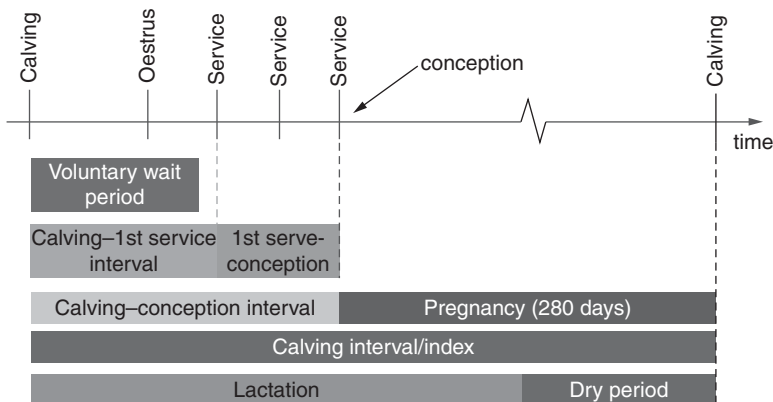 Calving
Oestrus
Service
Service
Service
Calving
conception
time
Voluntary wait
period
Calving–1st service
interval
1st serve-
conception
Calving–conception interval
Pregnancy (280 days)
Calving interval/index
Lactation
Dry period